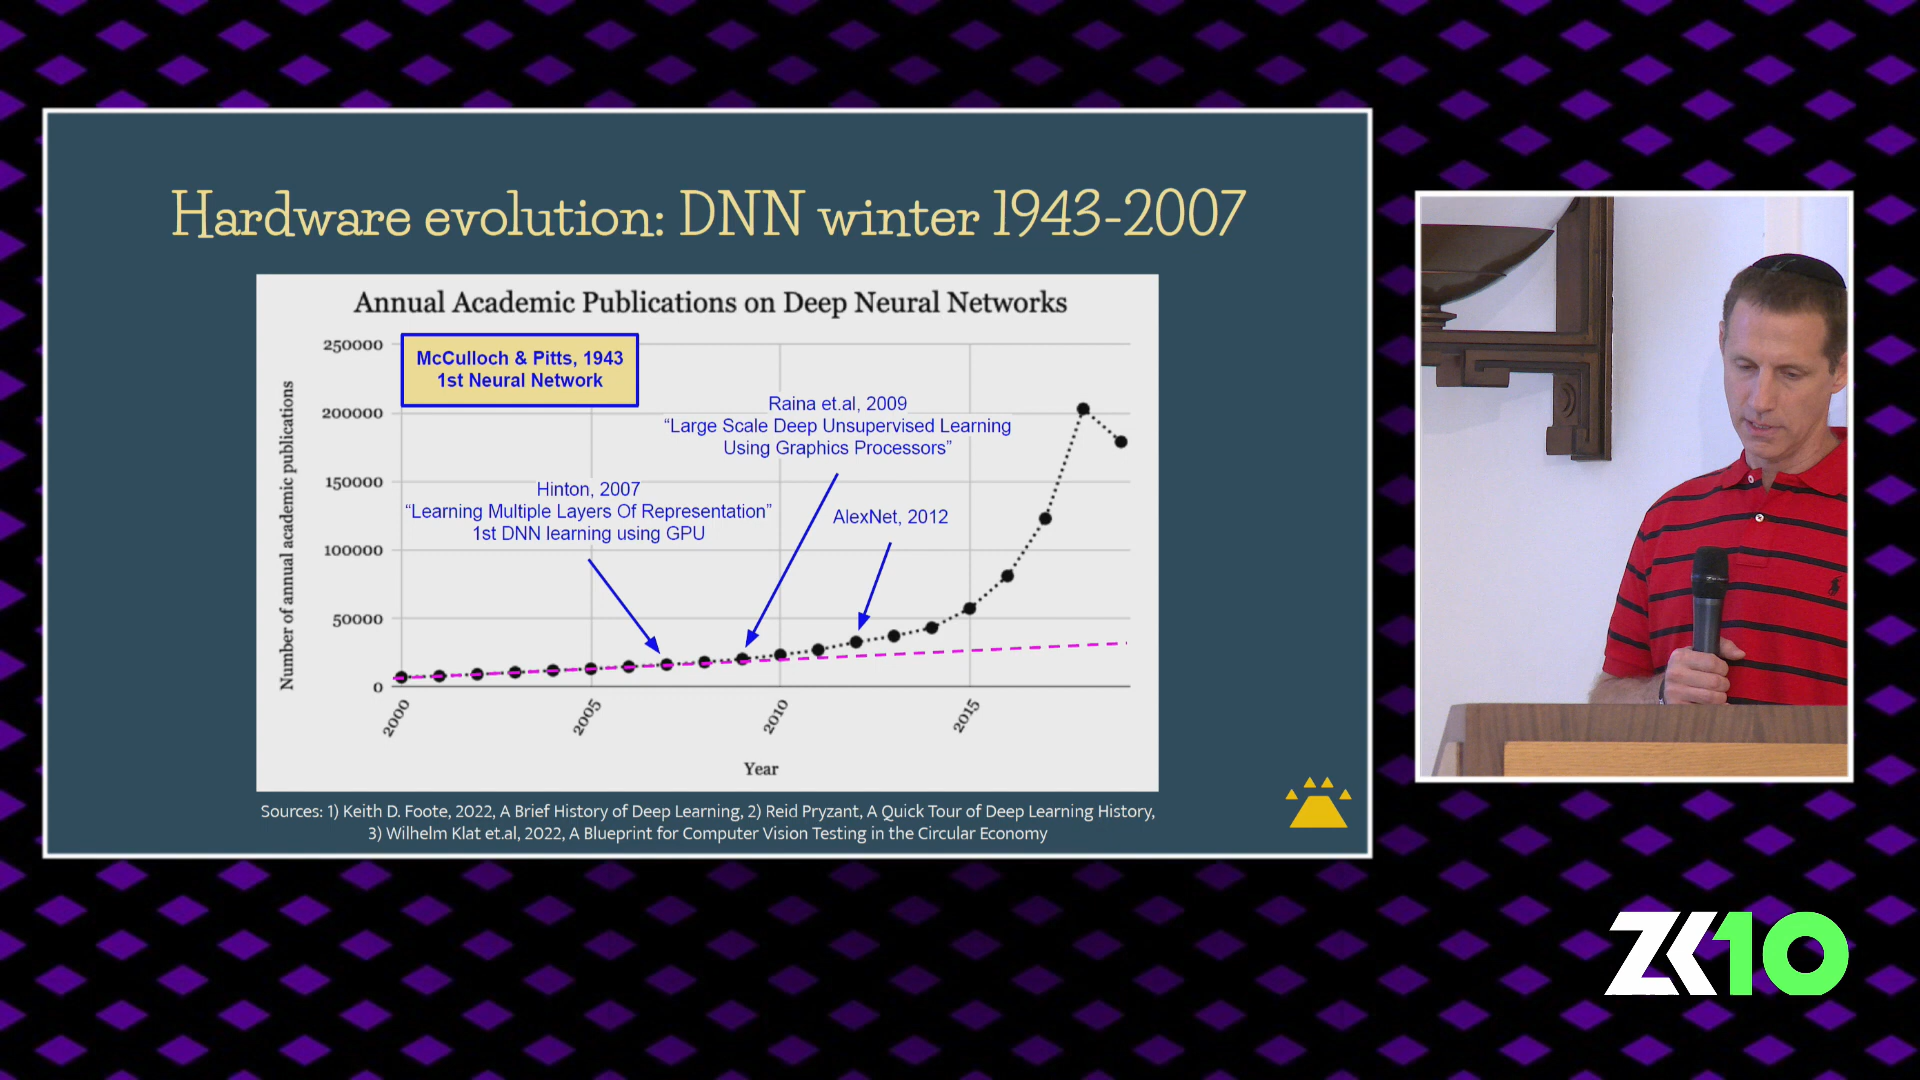 Hardware evolution: DNN winter 1943-2007
Annual Academic Publications on Deep Neural Networks
250000
McCulloch & Pitts, 1943
1st Neural Network
200000
Raina et.al, 2009
“Large Scale Deep Unsupervised Learning
Using Graphics Processors”
150000
Hinton, 2007
“Learning Multiple Layers Of Representation”
1st DNN learning using GPU
AlexNet, 2012
100000
50000
0
Number of annual academic publications
2000
2005
2010
2015
Year
Sources: 1) Keith D. Foote, 2022, A Brief History of Deep Learning, 2) Reid Pryzant, A Quick Tour of Deep Learning History,
3) Wilhelm Klat et.al, 2022, A Blueprint for Computer Vision Testing in the Circular Economy
ZK10